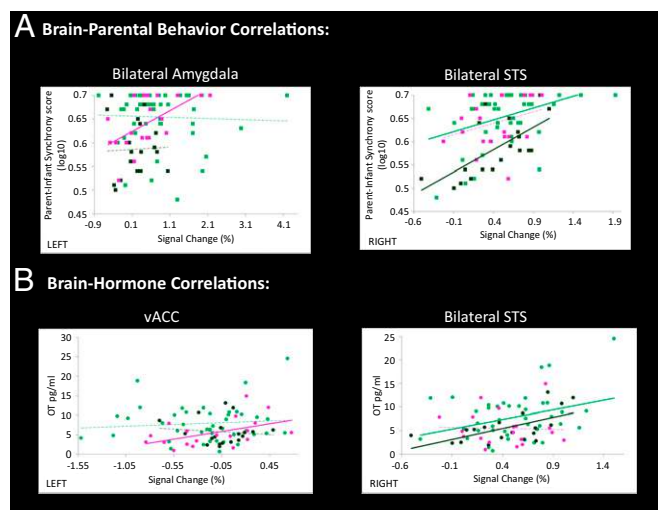 A Brain-Parental Behavior Correlations:
Bilateral Amygdala
Parent-Infant Synchrony score
(log10)
0.7
0.65
0.6
0.55
0.5
0.45
-0.9 0.1 1.1 2.1 3.1 4.1
Signal Change (%)
LEFT
Bilateral STS
Parent-Infant Synchrony score
(log10)
0.7
0.65
0.6
0.55
0.5
0.45
-0.6 -0.1 0.4 0.9 1.4 1.9
Signal Change (%)
RIGHT
B Brain-Hormone Correlations:
vACC
OT pg/ml
30
25
20
15
10
5
0
-1.55 -1.05 -0.55 -0.05 0.45
Signal Change (%)
LEFT
Bilateral STS
OT pg/ml
25
20
15
10
5
0
-0.6 -0.1 0.4 0.9 1.4
Signal Change (%)
RIGHT